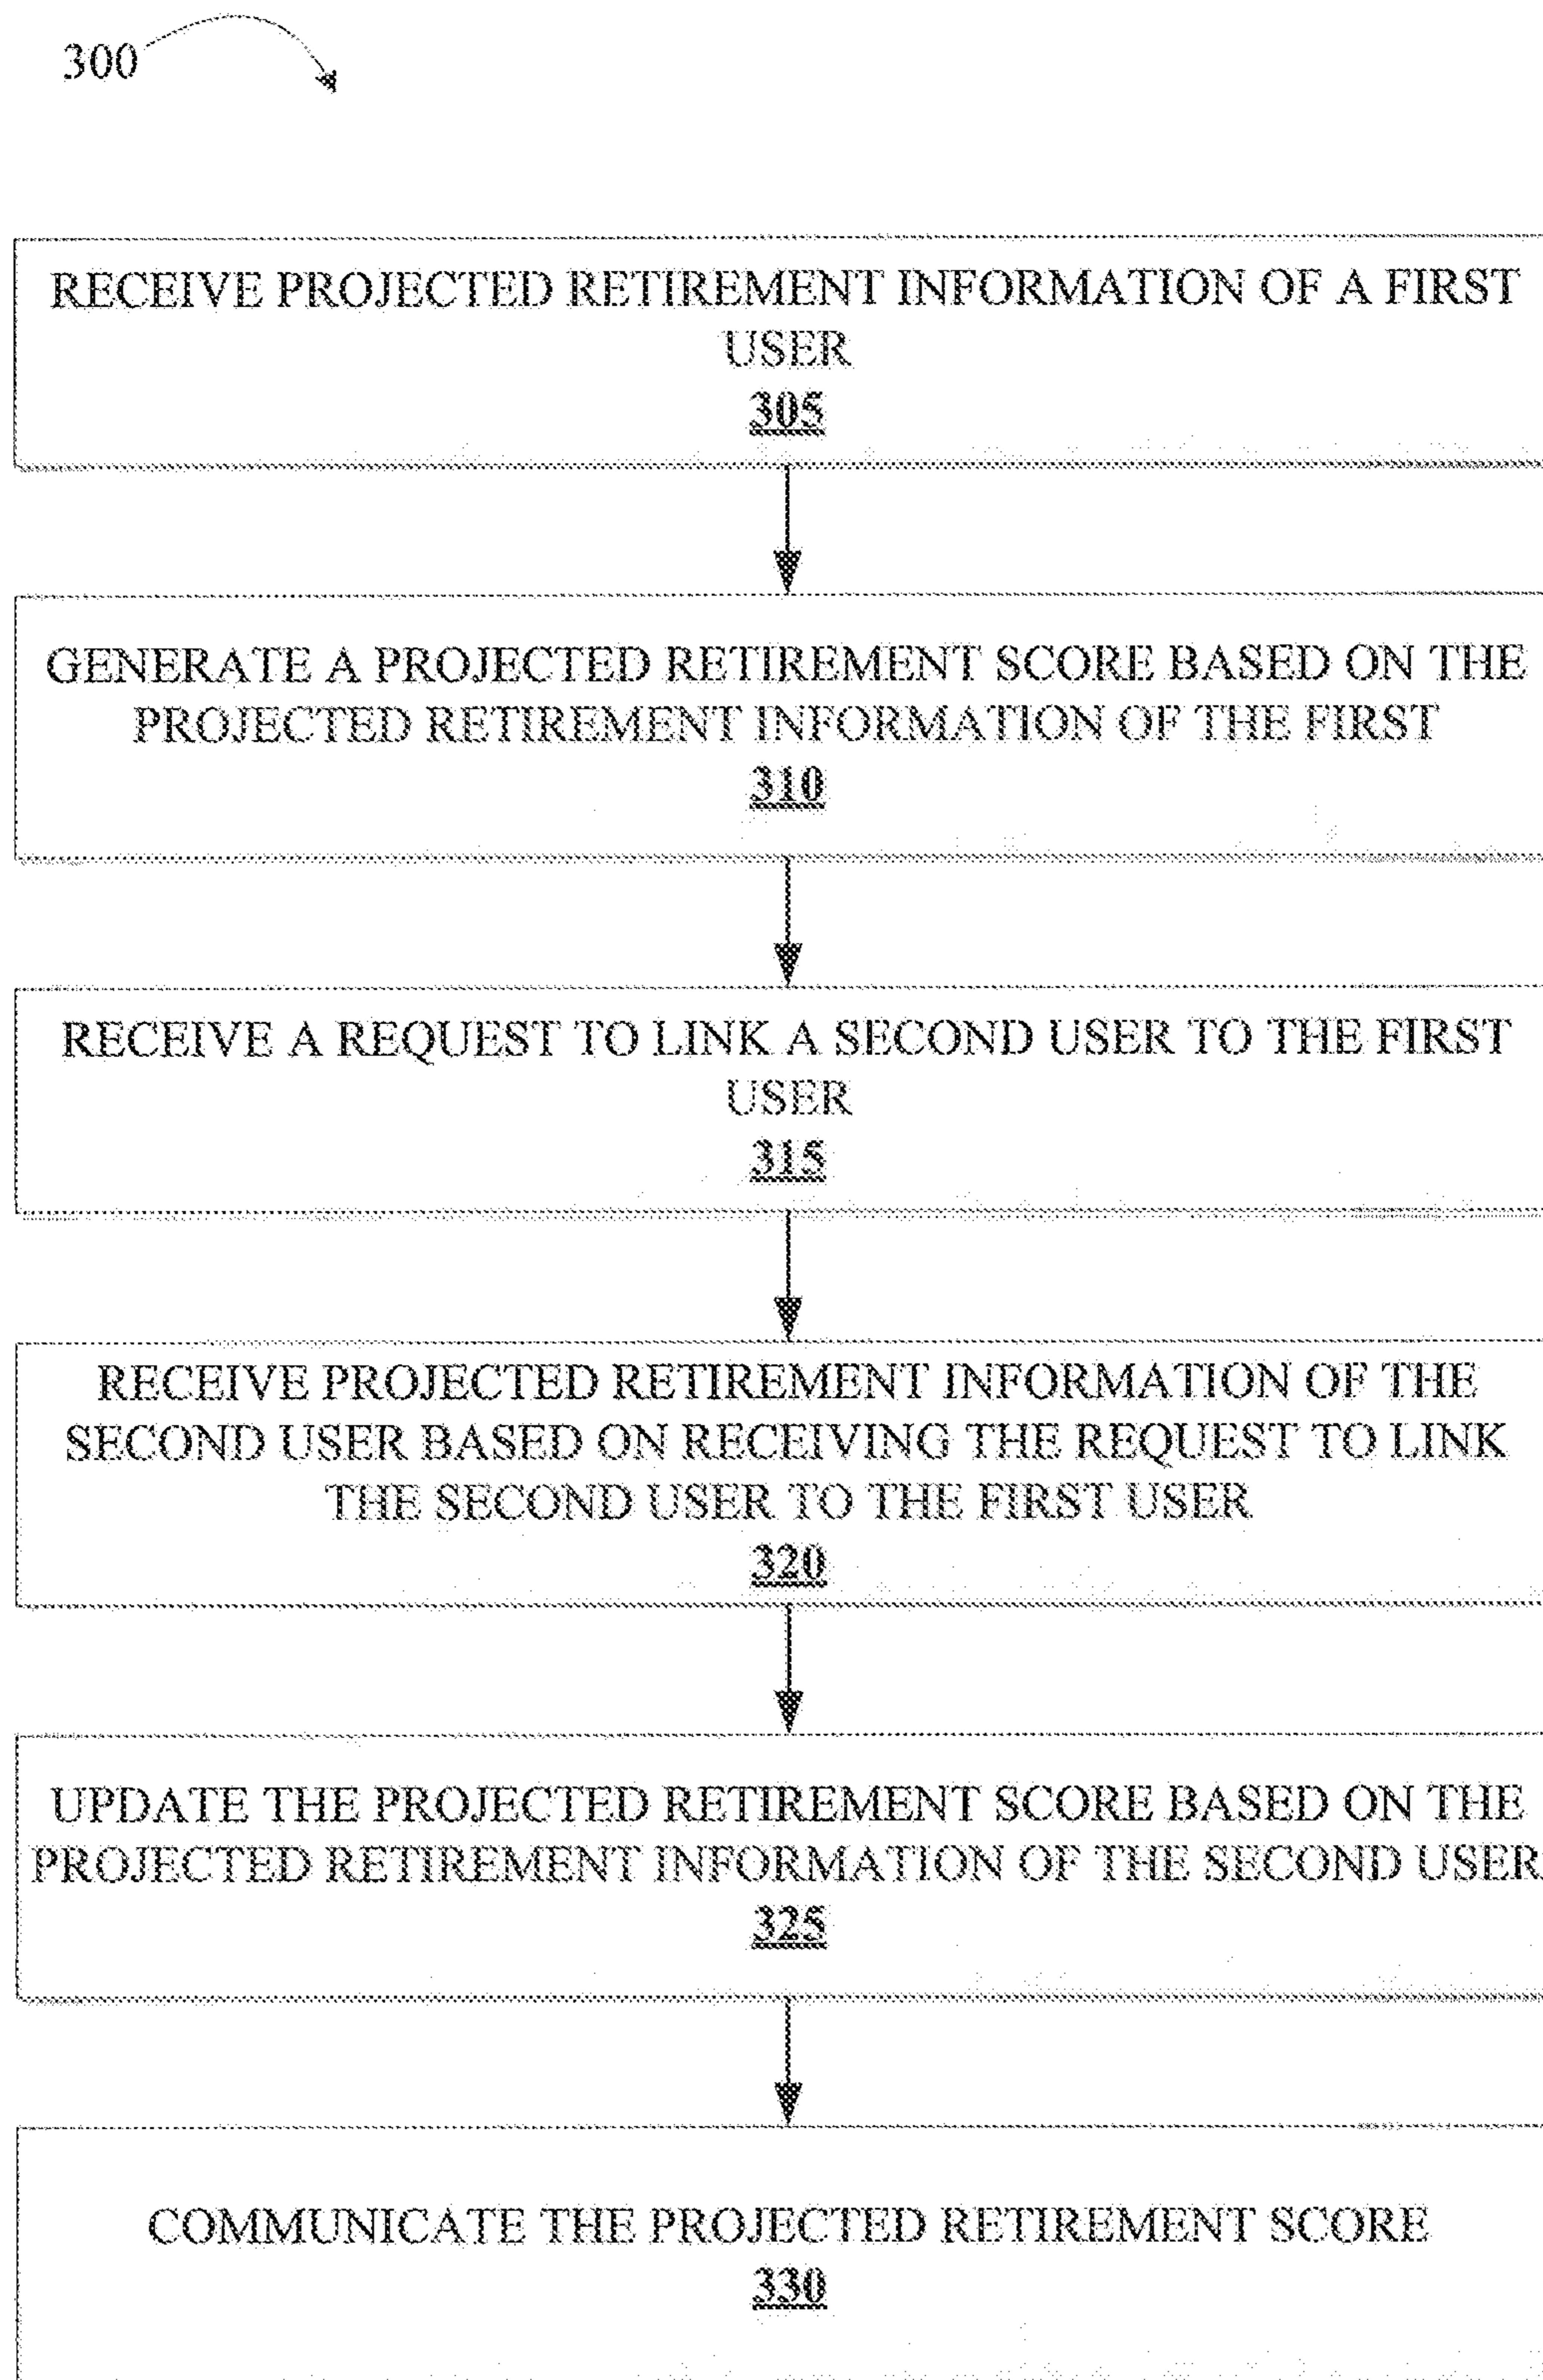 300
RECEIVE PROJECTED RETIREMENT INFORMATION OF A FIRST
USER
305
GENERATE A PROJECTED RETIREMENT SCORE BASED ON THE
PROJECTED RETIREMENT INFORMATION OF THE FIRST
310
RECEIVE A REQUEST TO LINK A SECOND USER TO THE FIRST
USER
315
RECEIVE PROJECTED RETIREMENT INFORMATION OF THE
SECOND USER BASED ON RECEIVING THE REQUEST TO LINK
THE SECOND USER TO THE FIRST USER
320
UPDATE THE PROJECTED RETIREMENT SCORE BASED ON THE
PROJECTED RETIREMENT INFORMATION OF THE SECOND USER
325
COMMUNICATE THE PROJECTED RETIREMENT SCORE
330